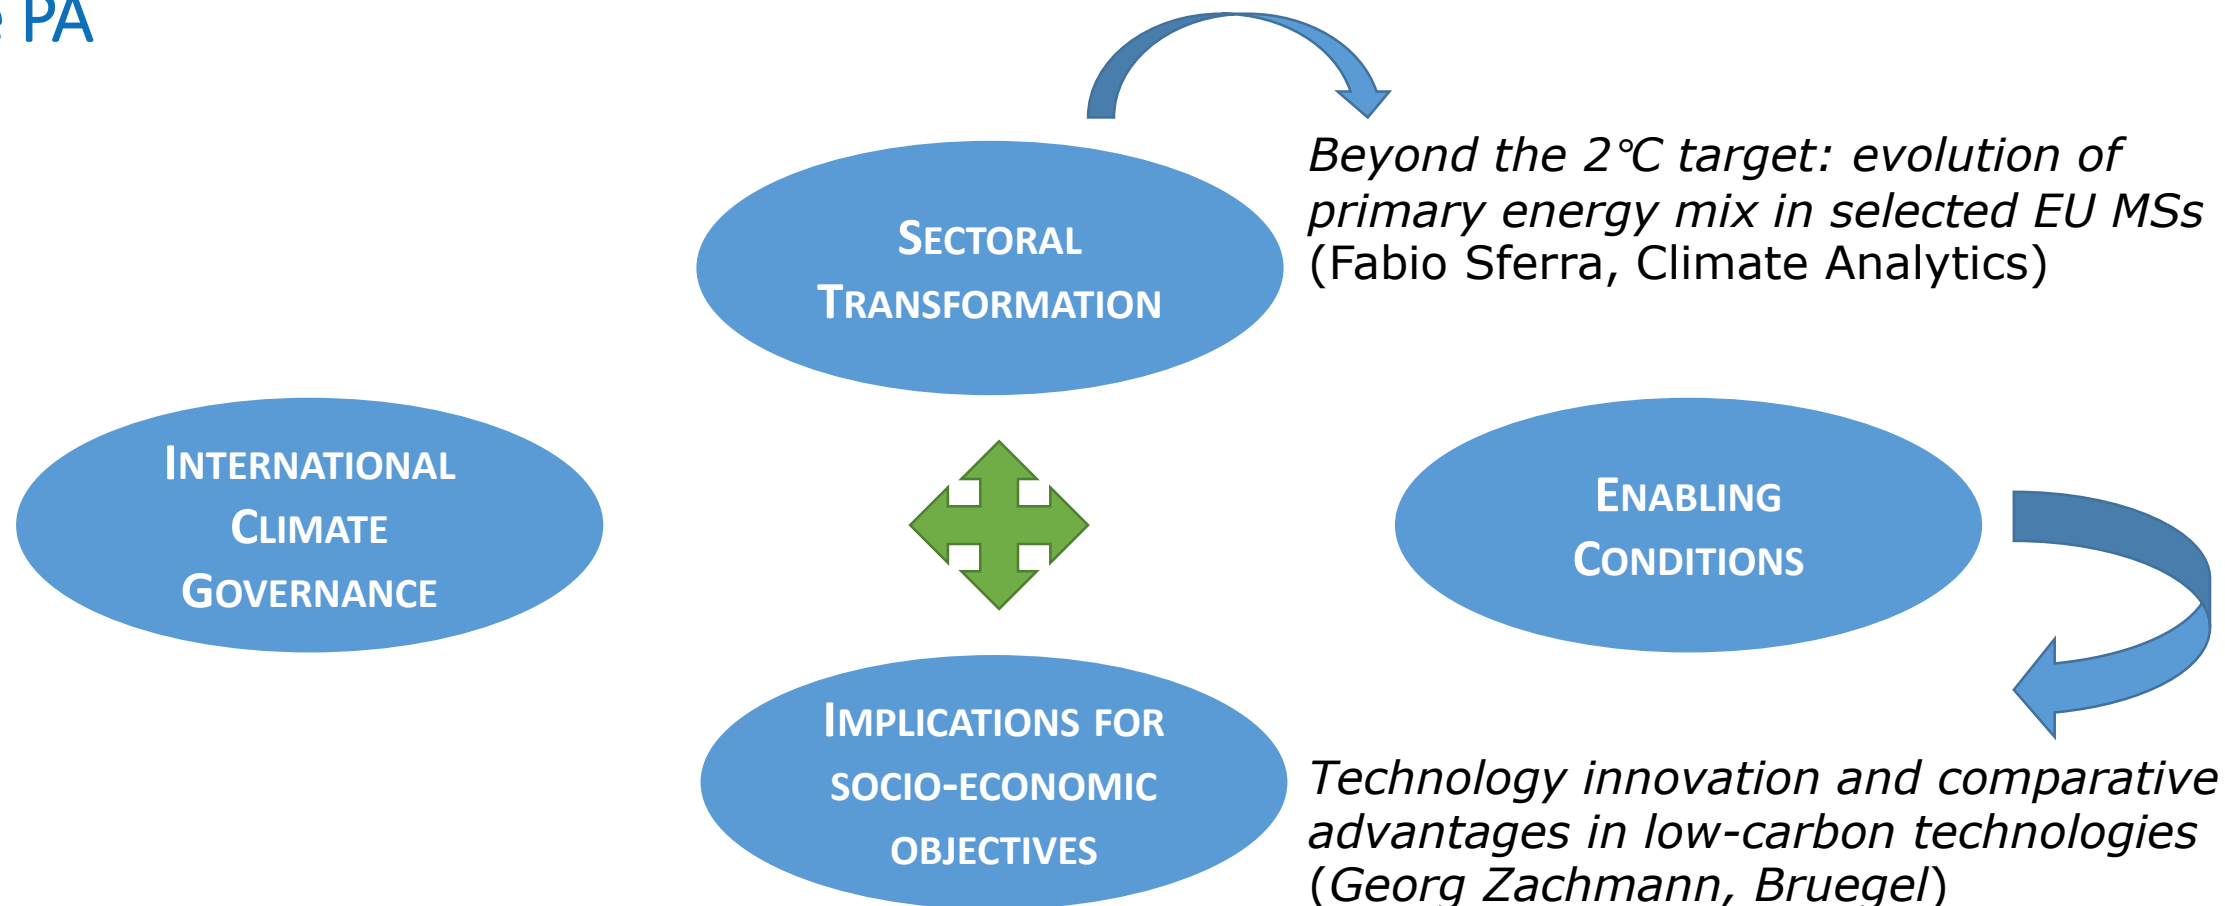 PA
SECTORAL
TRANSFORMATION
Beyond the 2°C target: evolution of
primary energy mix in selected EU MSs
(Fabio Sferra, Climate Analytics)
INTERNATIONAL
CLIMATE
GOVERNANCE
ENABLING
CONDITIONS
IMPLICATIONS FOR
SOCIO-ECONOMIC
OBJECTIVES
Technology innovation and comparative
advantages in low-carbon technologies
(Georg Zachmann, Bruegel)